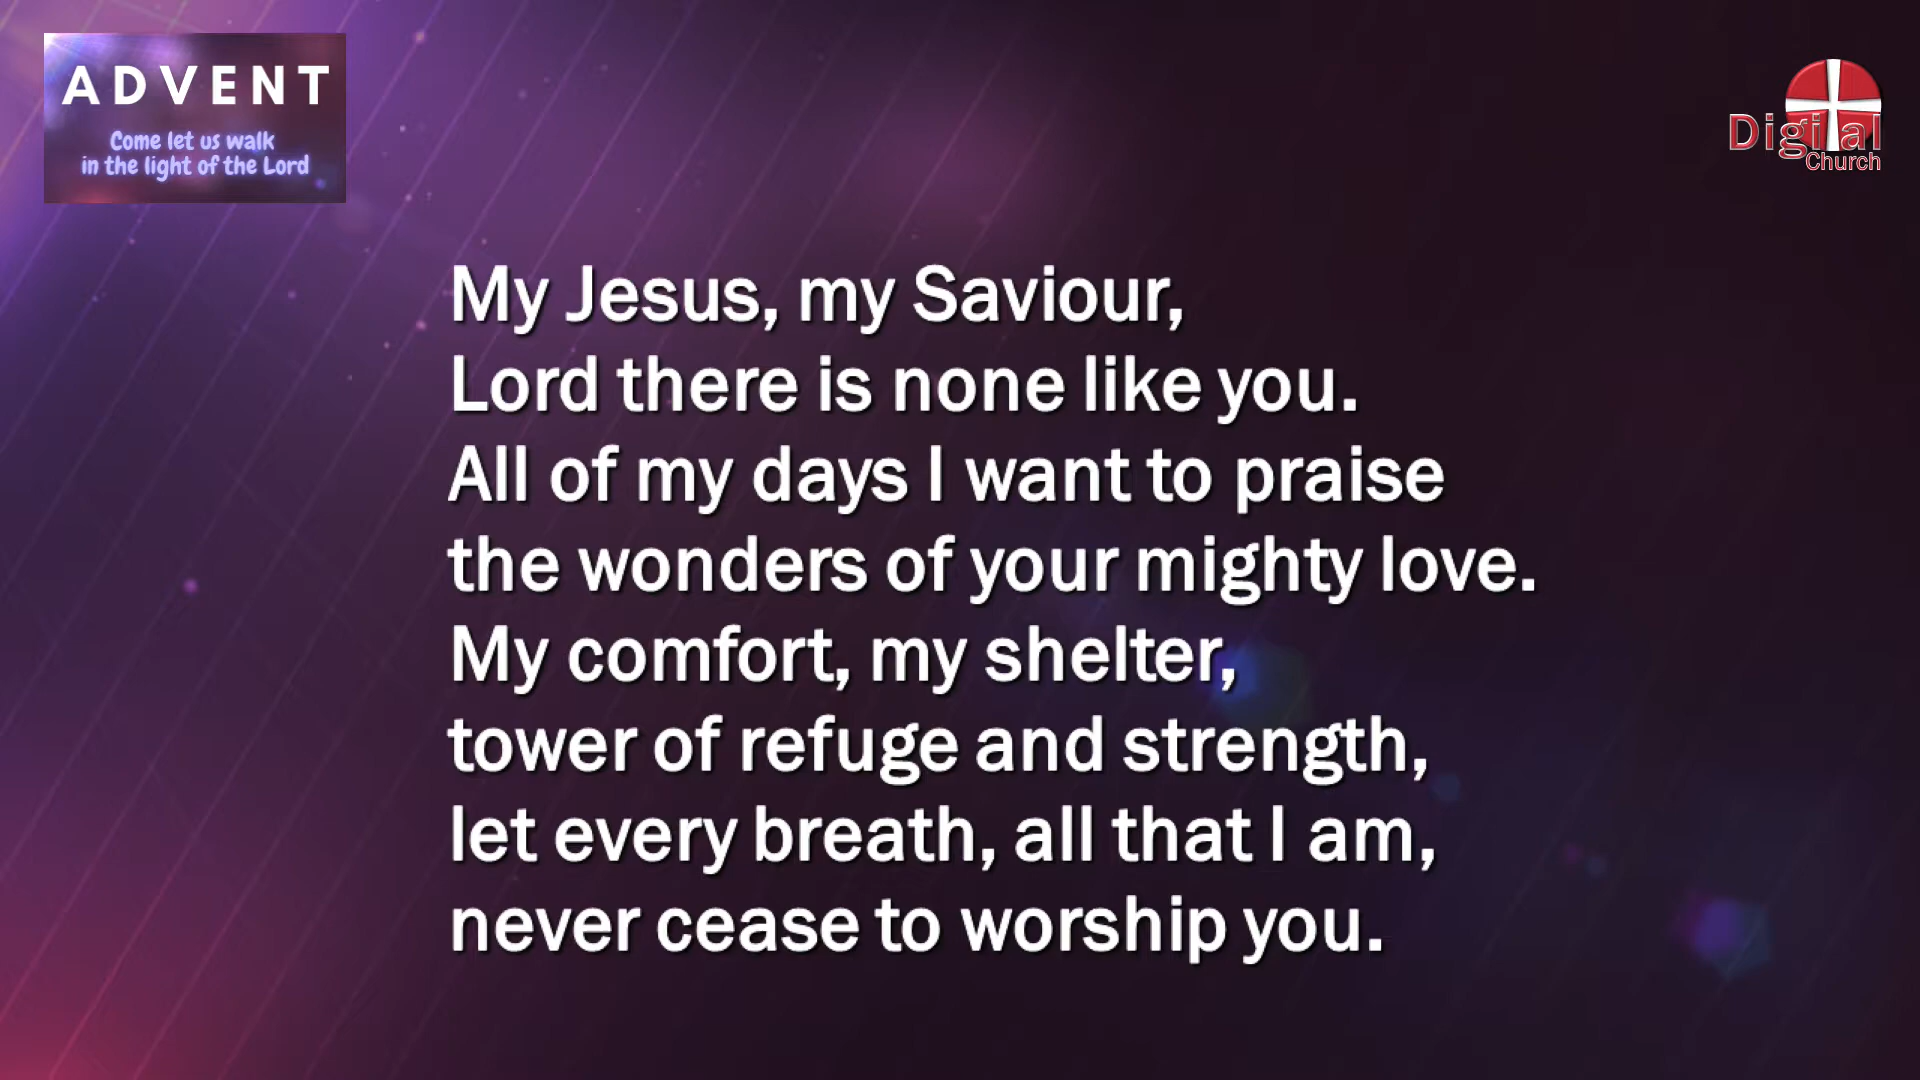 ADVENT
Come let us walk
in the light of the Lord
Digital
Church
My Jesus, my Saviour,
Lord there is none like you.
All of my days I want to praise
the wonders of your mighty love.
My comfort, my shelter,
tower of refuge and strength,
let every breath, all that I am,
never cease to worship you.